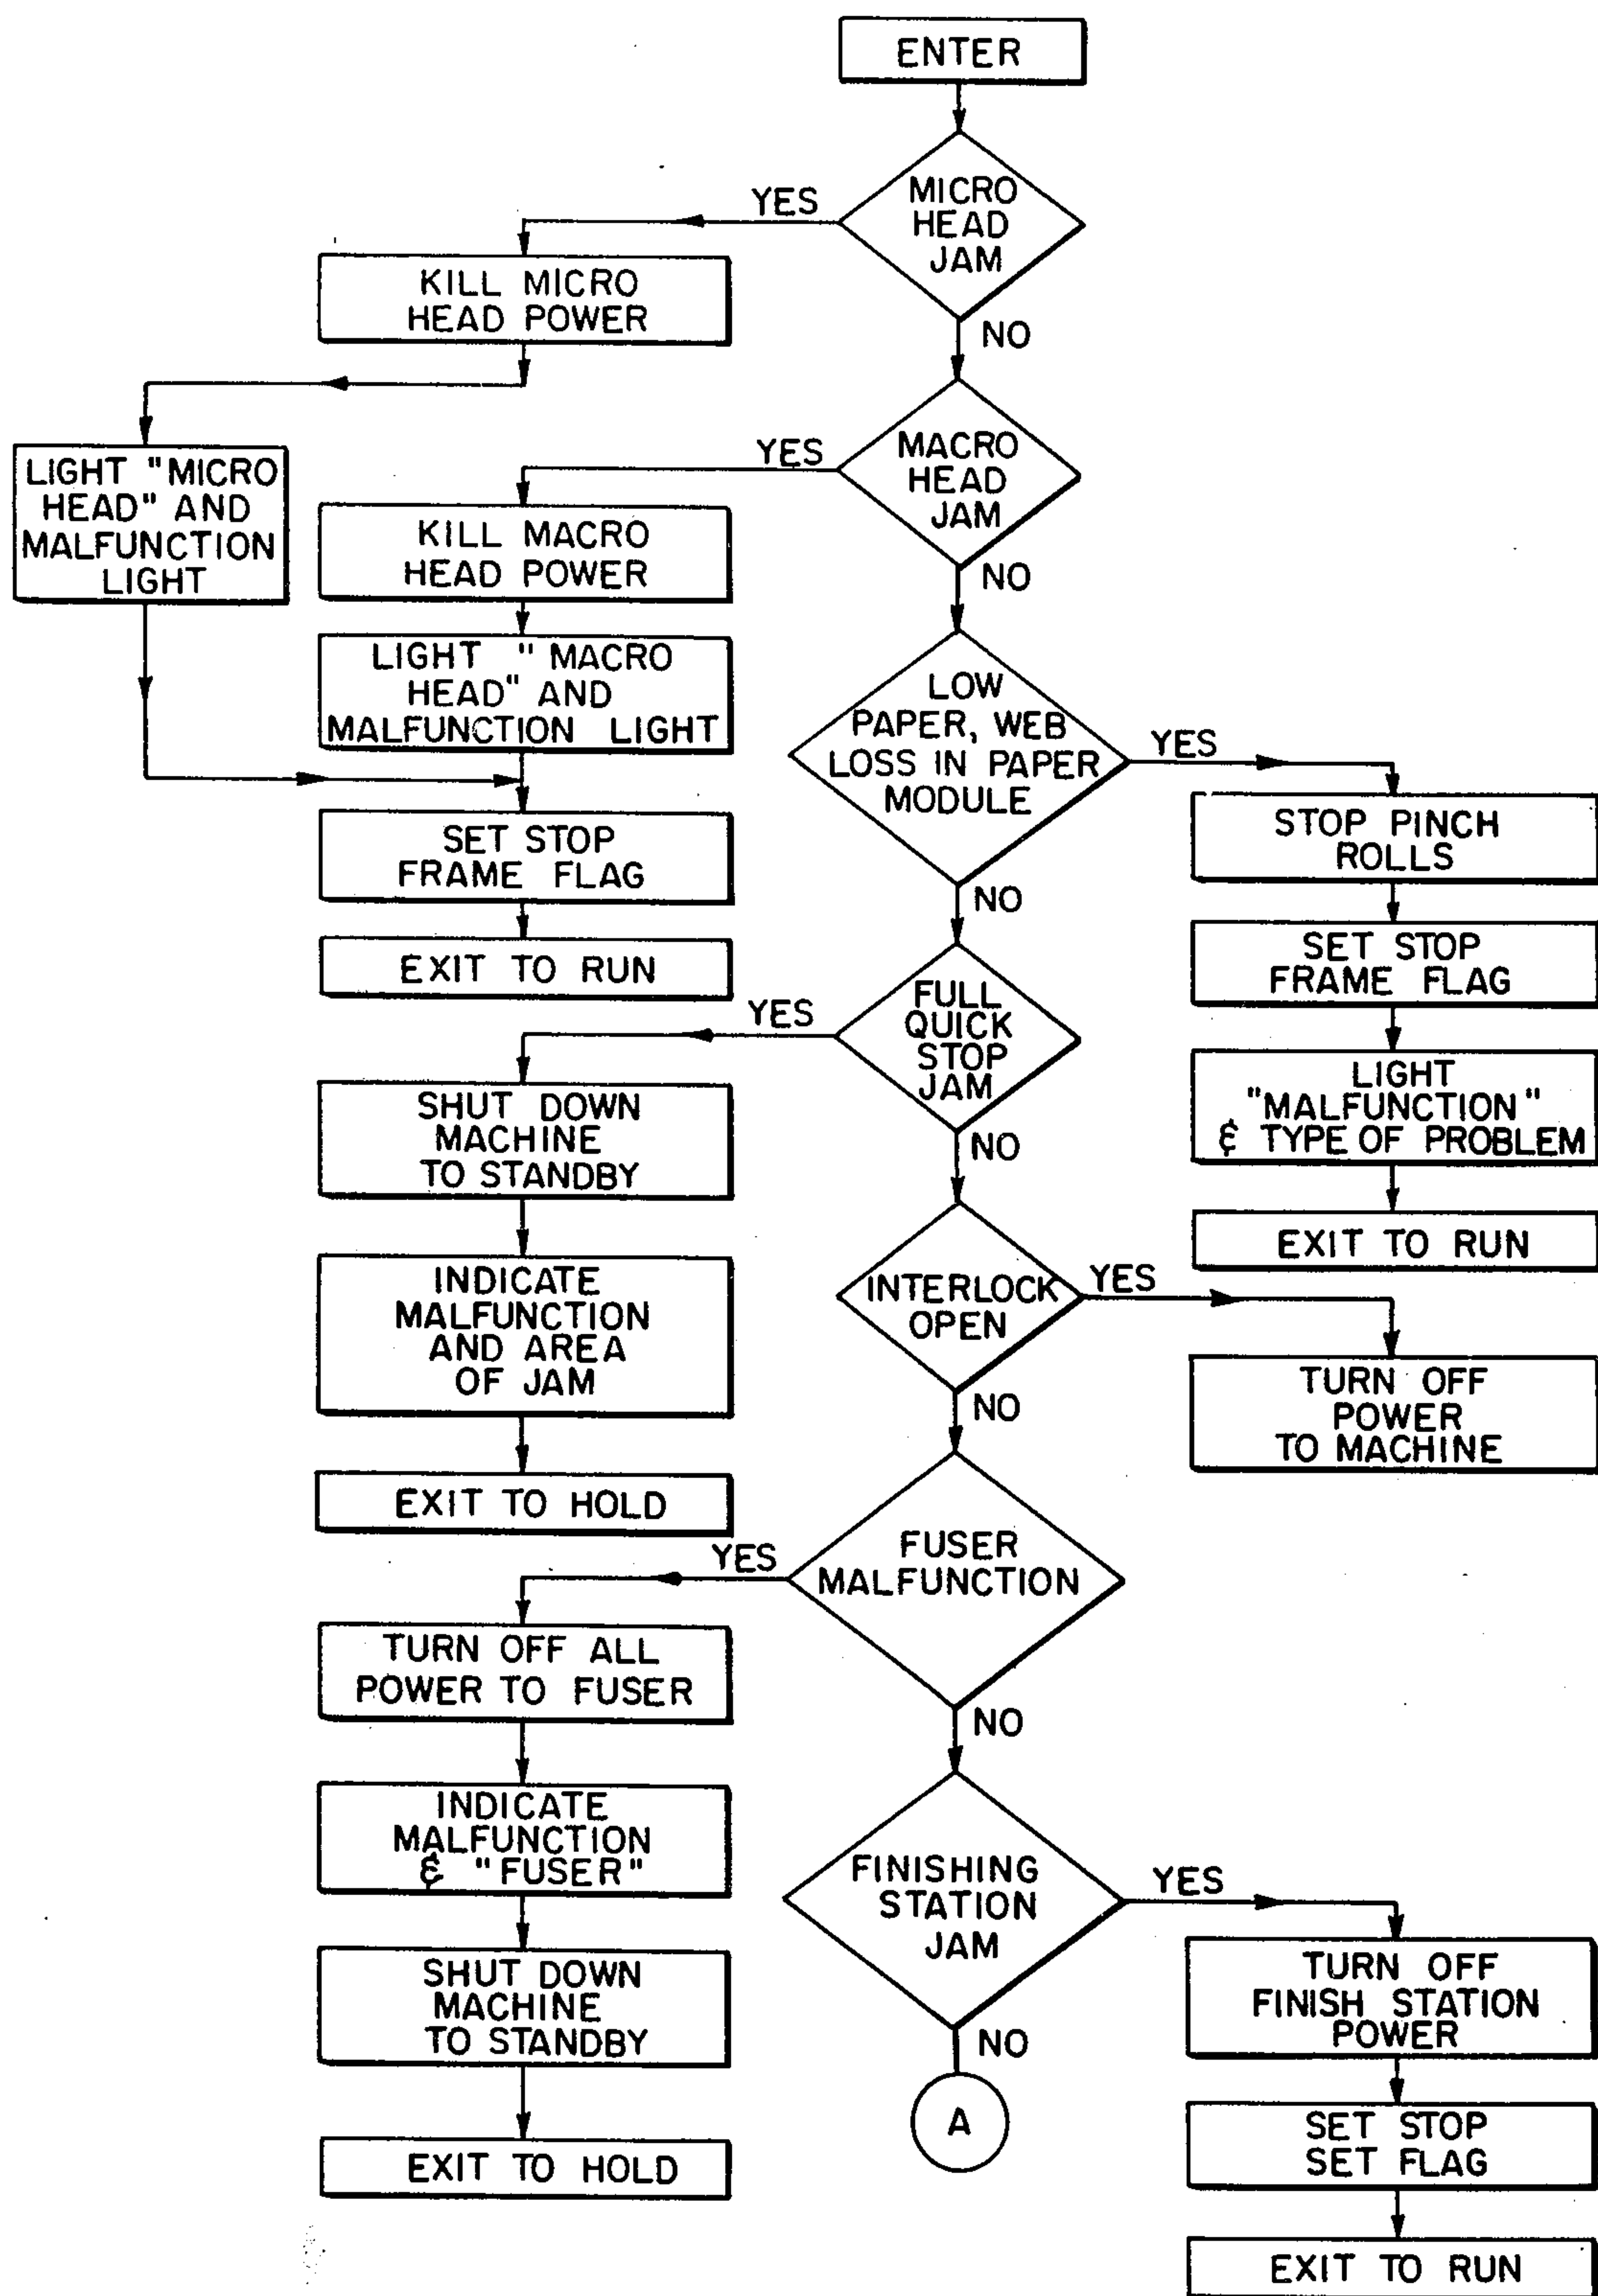 ENTER
MICRO
HEAD
JAM
YES
NO
KILL MICRO
HEAD POWER
LIGHT "MICRO
HEAD" AND
MALFUNCTION
LIGHT
MACRO
HEAD
JAM
YES
NO
KILL MACRO
HEAD POWER
LIGHT "MACRO
HEAD" AND
MALFUNCTION LIGHT
SET STOP
FRAME FLAG
EXIT TO RUN
LOW
PAPER, WEB
LOSS IN PAPER
MODULE
YES
NO
STOP PINCH
ROLLS
SET STOP
FRAME FLAG
LIGHT
"MALFUNCTION"
& TYPE OF PROBLEM
EXIT TO RUN
FULL
QUICK
STOP
JAM
YES
NO
SHUT DOWN
MACHINE
TO STANDBY
INDICATE
MALFUNCTION
AND AREA
OF JAM
EXIT TO HOLD
INTERLOCK
OPEN
YES
NO
TURN OFF
POWER
TO MACHINE
FUSER
MALFUNCTION
YES
NO
TURN OFF ALL
POWER TO FUSER
INDICATE
MALFUNCTION
& "FUSER"
SHUT DOWN
MACHINE
TO STANDBY
EXIT TO HOLD
FINISHING
STATION
JAM
YES
NO
A
TURN OFF
FINISH STATION
POWER
SET STOP
SET FLAG
EXIT TO RUN